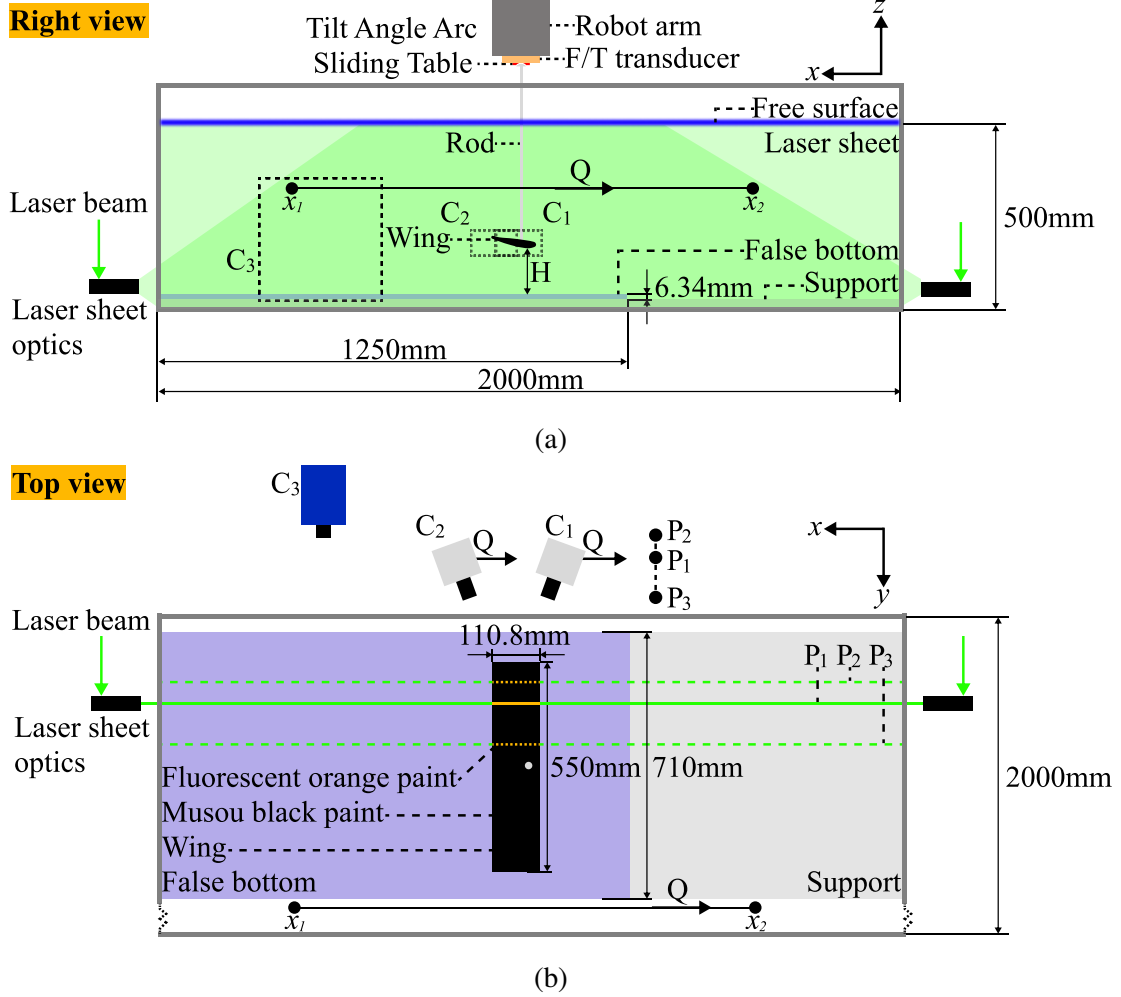 Right view
Tilt Angle Arc
Robot arm
z
Sliding Table
F/T transducer
x
Free surface
Rod
Laser sheet
Q
x1
x2
Laser beam
C2
C1
500mm
Wing
False bottom
C3
H
Support
6.34mm
Laser sheet
optics
1250mm
2000mm
(a)
Top view
C3
C2
Q
C1
Q
P2
P1
P3
x
y
Laser beam
110.8mm
P1
P2
P3
Laser sheet
optics
Fluorescent orange paint
550mm
710mm
2000mm
Musou black paint
Wing
False bottom
Support
Q
x1
x2
(b)